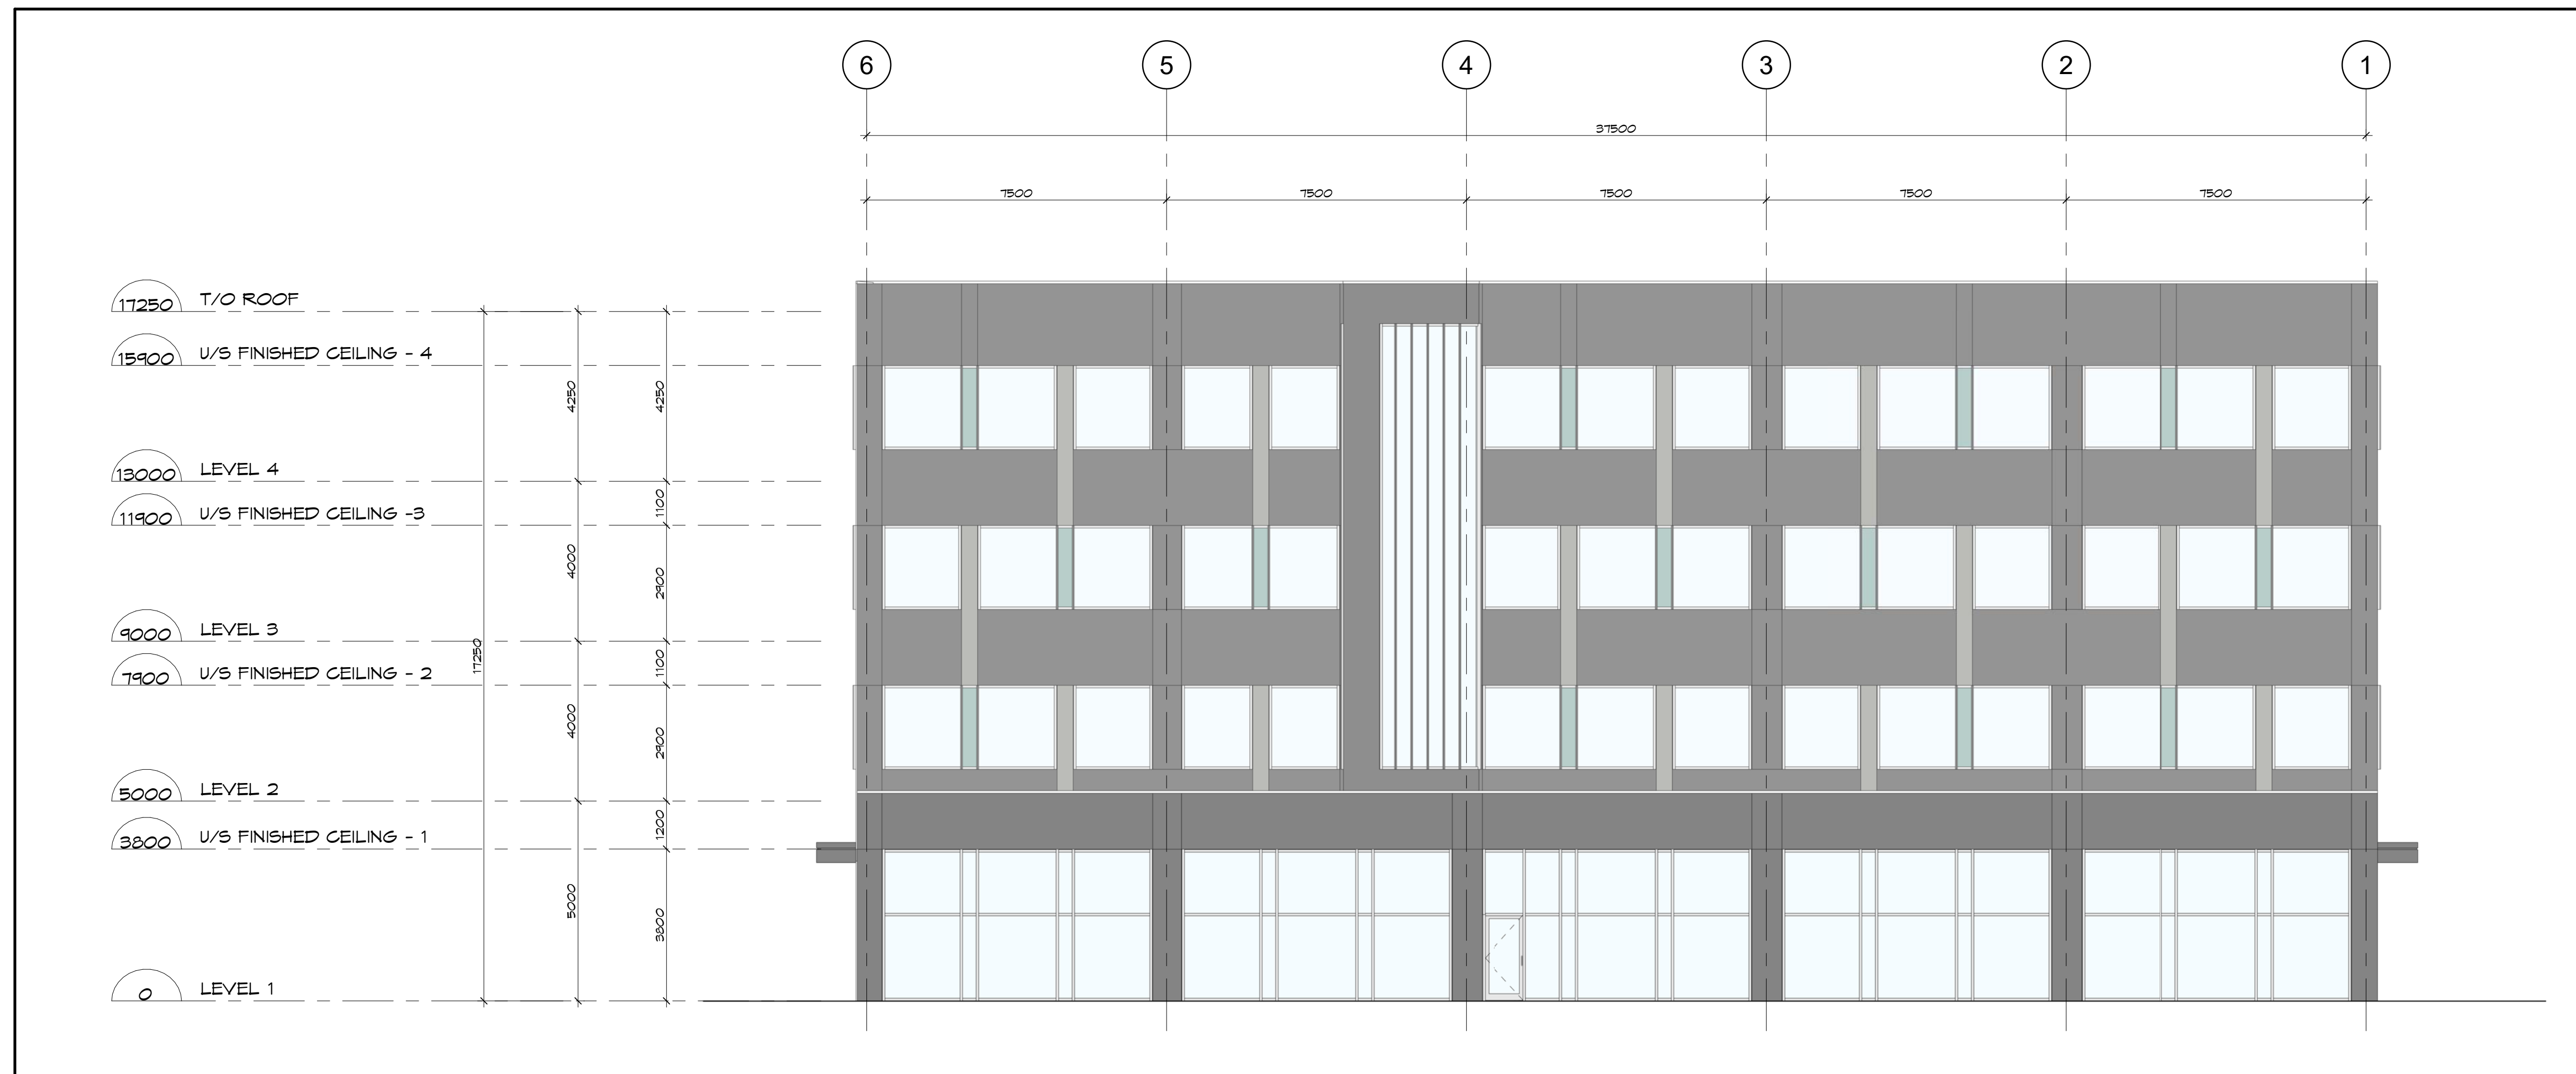 6 5 4 3 2 1
37500
7500 7500 7500 7500 7500
17250 T/O ROOF
15900 U/S FINISHED CEILING - 4
4250 4250
13000 LEVEL 4
1100
11900 U/S FINISHED CEILING -3
4000 2900
9000 LEVEL 3
17250
1100
7900 U/S FINISHED CEILING - 2
4000 2900
5000 LEVEL 2
1200
3800 U/S FINISHED CEILING - 1
5000 3800
0 LEVEL 1